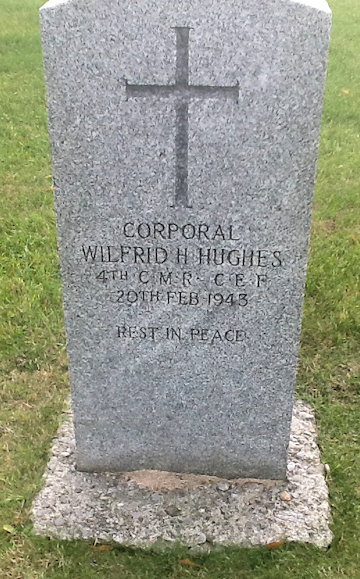 CORPORAL
WILFRID H HUGHES
4TH C M R - C E F
20TH FEB 1943
REST IN PEACE